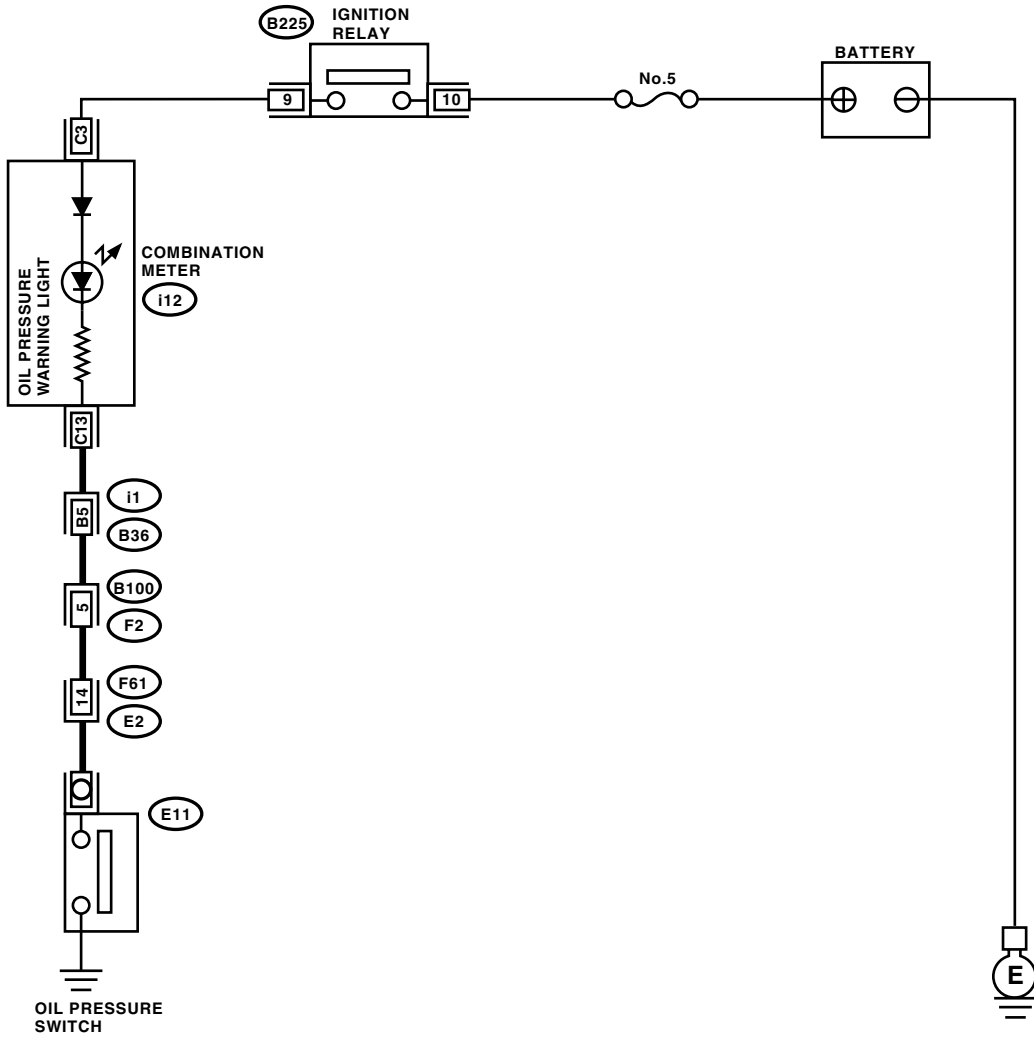 B225
IGNITION
RELAY
BATTERY
No.5
9
10
C3
OIL PRESSURE
WARNING LIGHT
COMBINATION
METER
i12
C13
B5
i1
B36
5
B100
F2
14
F61
E2
E11
OIL PRESSURE
SWITCH
E